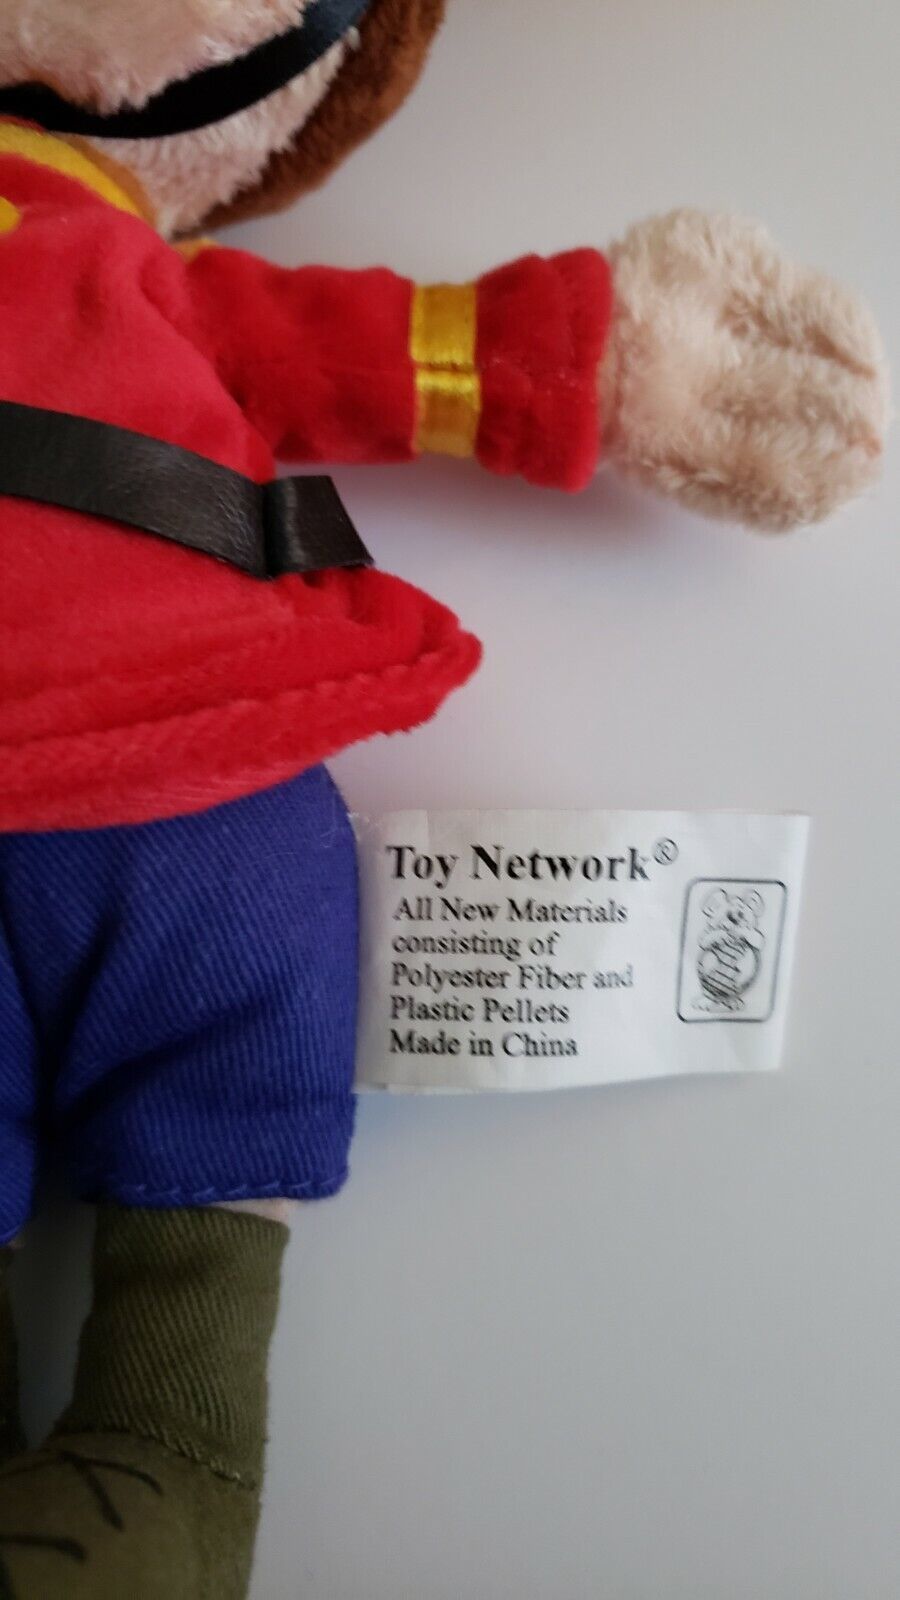 Toy Network®
All New Materials
consisting of
Polyester Fiber and
Plastic Pellets
Made in China